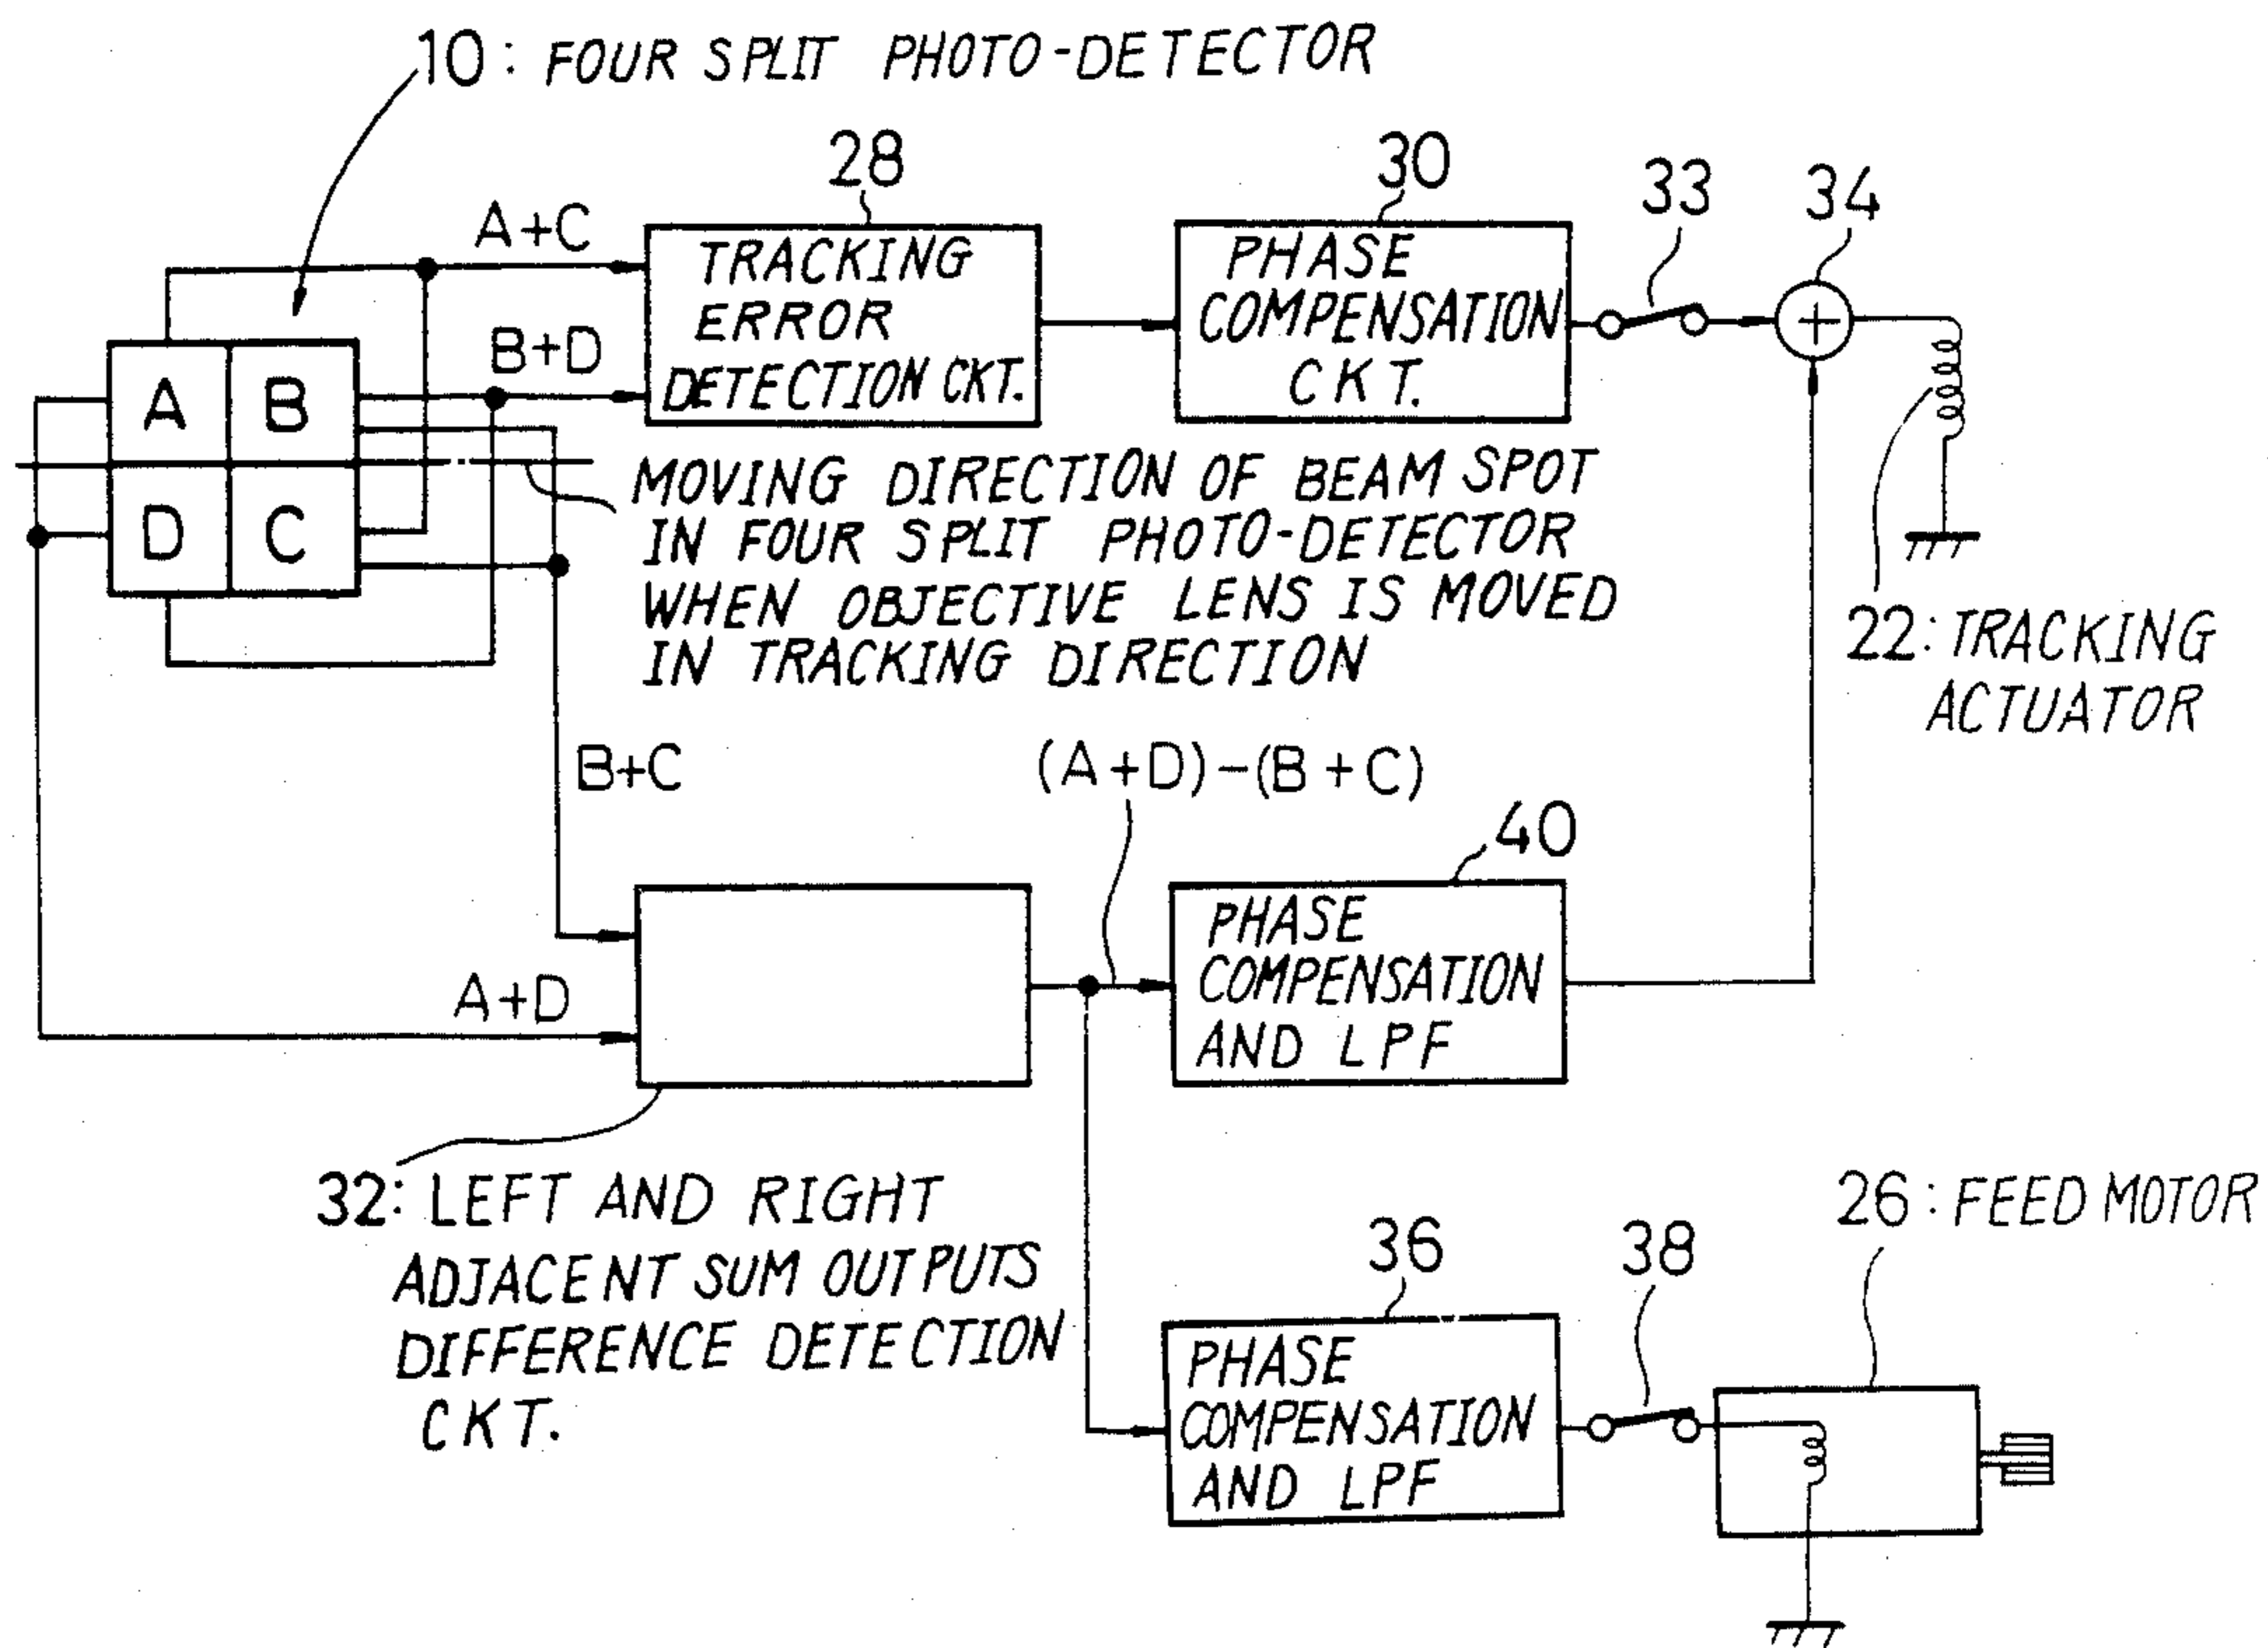 10: FOUR SPLIT PHOTO-DETECTOR
28
30
33
34
A+C
TRACKING
ERROR
DETECTION CKT.
PHASE
COMPENSATION
CKT.
+
B+D
A
B
D
C
MOVING DIRECTION OF BEAM SPOT
IN FOUR SPLIT PHOTO-DETECTOR
WHEN OBJECTIVE LENS IS MOVED
IN TRACKING DIRECTION
22: TRACKING
ACTUATOR
B+C
(A+D)-(B+C)
40
A+D
PHASE
COMPENSATION
AND LPF
32: LEFT AND RIGHT
ADJACENT SUM OUTPUTS
DIFFERENCE DETECTION
CKT.
36
38
26: FEED MOTOR
PHASE
COMPENSATION
AND LPF